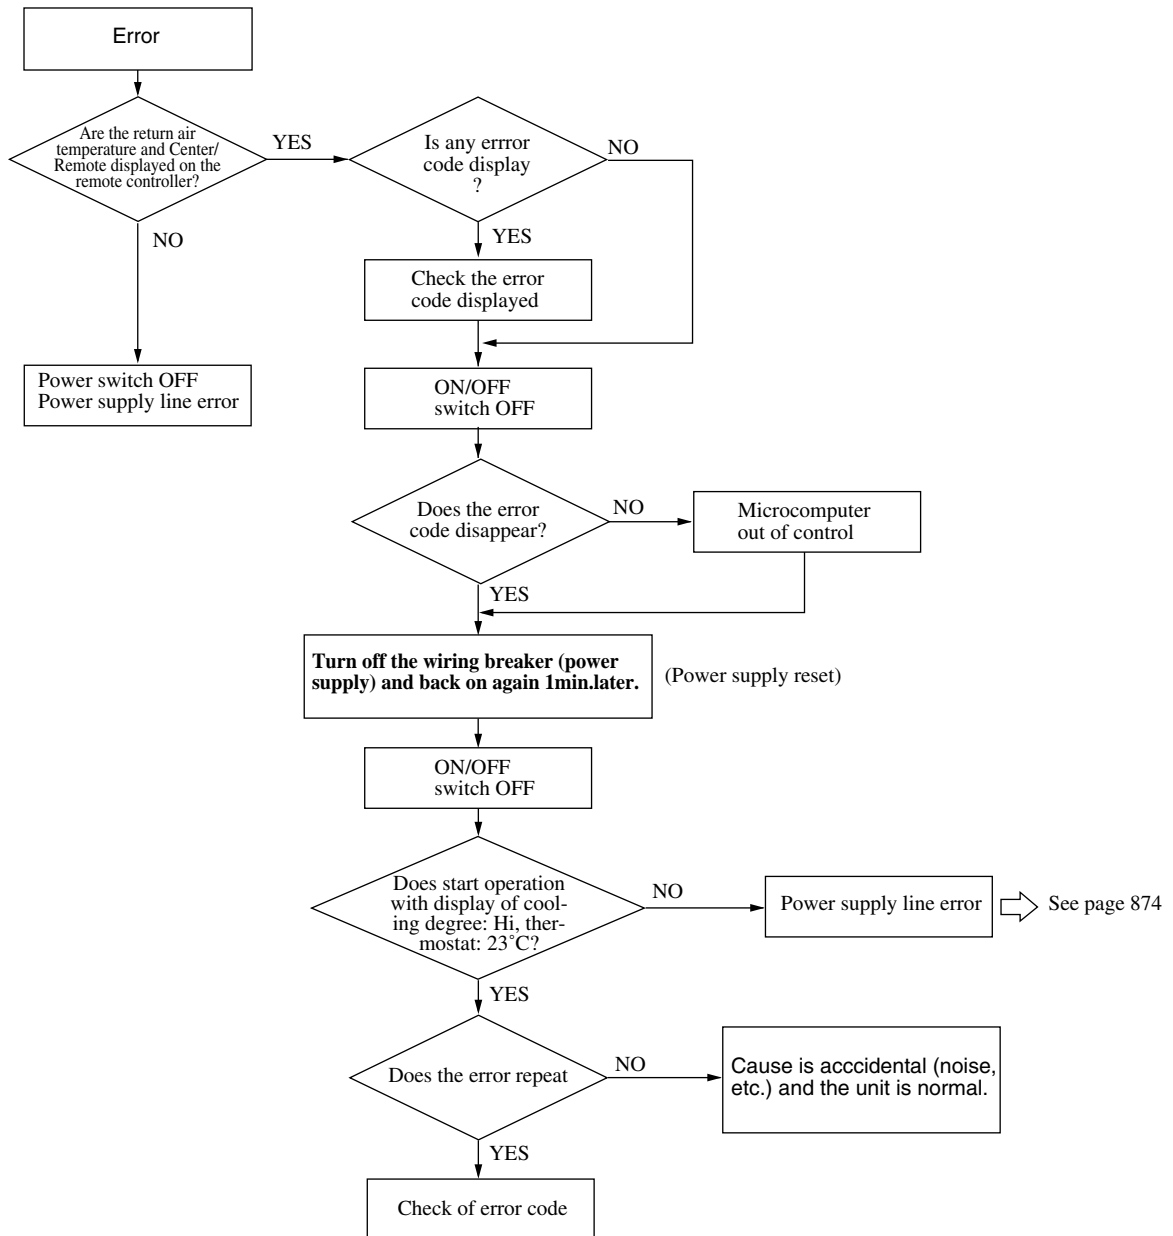 Error
Are the return air
temperature and Center/
Remote displayed on the
remote controller?
YES
Is any errror
code display
?
NO
NO
YES
Check the error
code displayed
Power switch OFF
Power supply line error
ON/OFF
switch OFF
Does the error
code disappear?
NO
Microcomputer
out of control
YES
Turn off the wiring breaker (power
supply) and back on again 1min.later.
(Power supply reset)
ON/OFF
switch OFF
Does start operation
with display of cool-
ing degree: Hi, ther-
mostat: 23˚C?
NO
Power supply line error
See page 874
YES
Does the error repeat
NO
Cause is acccidental (noise,
etc.) and the unit is normal.
YES
Check of error code